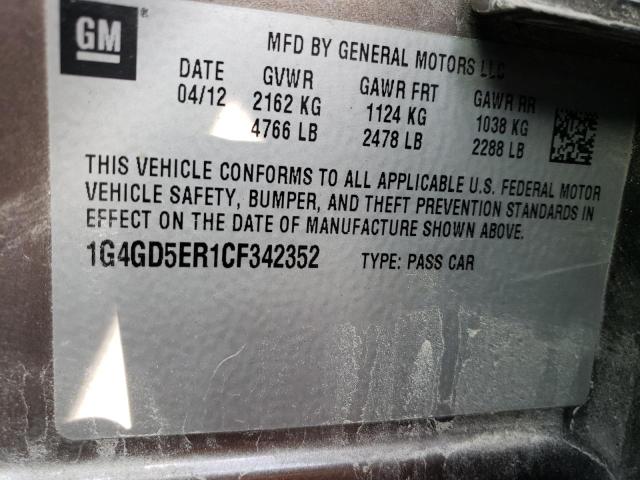 GM ®
MFD BY GENERAL MOTORS LLC
DATE GVWR GAWR FRT GAWR RR
04/12 2162 KG 1124 KG 1038 KG
4766 LB 2478 LB 2288 LB
THIS VEHICLE CONFORMS TO ALL APPLICABLE U.S. FEDERAL MOTOR
VEHICLE SAFETY, BUMPER, AND THEFT PREVENTION STANDARDS IN
EFFECT ON THE DATE OF MANUFACTURE SHOWN ABOVE.
1G4GD5ER1CF342352 TYPE: PASS CAR